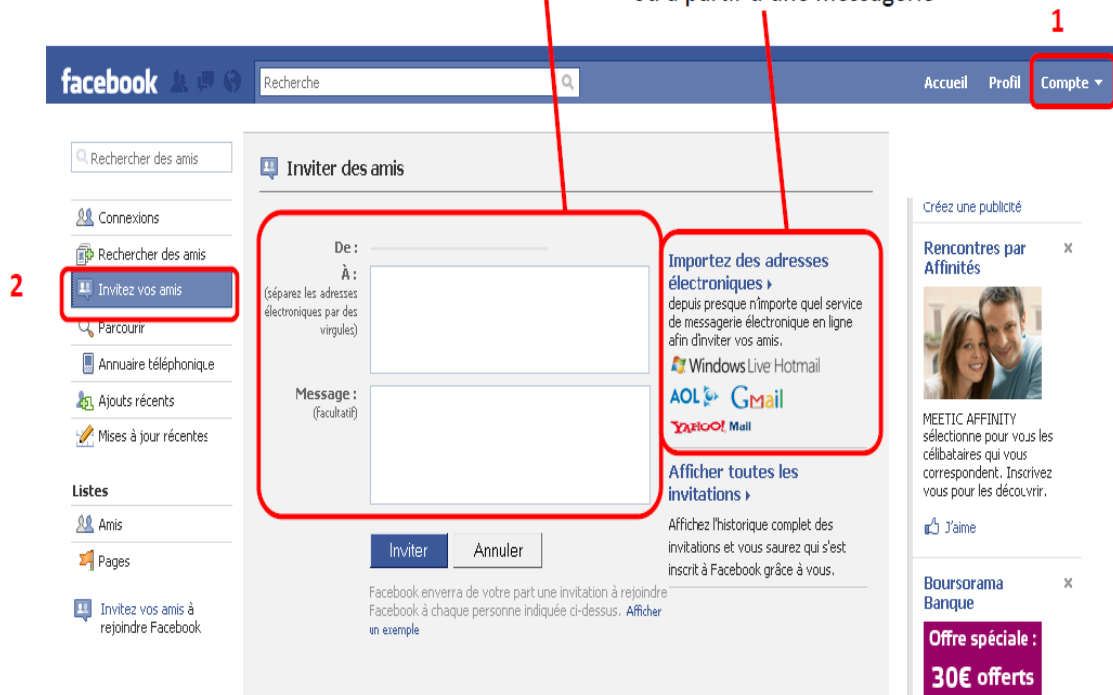 ou à partir d'une messagerie
1
facebook
Recherche
Accueil Profil Compte
Rechercher des amis
Connexions
Rechercher des amis
2
Invitez vos amis
Parcourir
Annuaire téléphonique
Ajouts récents
Mises à jour récentes
Listes
Amis
Pages
Invitez vos amis à
rejoindre Facebook
Inviter des amis
De :
À :
(séparez les adresses
électroniques par des
virgules)
Message :
(facultatif)
Inviter Annuler
Facebook enverra de votre part une invitation à rejoindre
Facebook à chaque personne indiquée ci-dessus. Afficher
un exemple
Importez des adresses
électroniques
depuis presque n'importe quel service
de messagerie électronique en ligne
afin d'inviter vos amis.
Windows Live Hotmail
AOL Gmail
YAHOO! Mail
Afficher toutes les
invitations
Affichez l'historique complet des
invitations et vous saurez qui s'est
inscrit à Facebook grâce à vous.
Créez une publicité
Rencontres par x
Affinités
MEETIC AFFINITY
sélectionne pour vous les
célibataires qui vous
correspondent. Inscrivez
vous pour les découvrir.
J'aime
Boursorama x
Banque
Offre spéciale :
30€ offerts